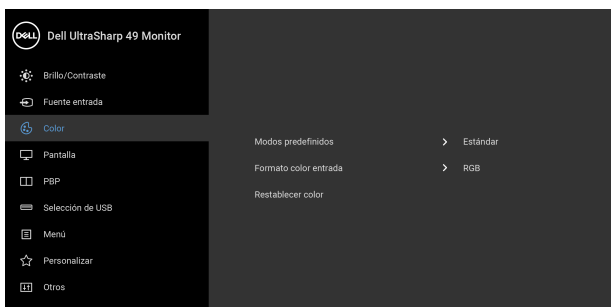 DELL Dell UltraSharp 49 Monitor
Brillo/Contraste
Fuente entrada
Color
Pantalla
PBP
Selección de USB
Menú
Personalizar
Otros
Modos predefinidos > Estándar
Formato color entrada > RGB
Restablecer color